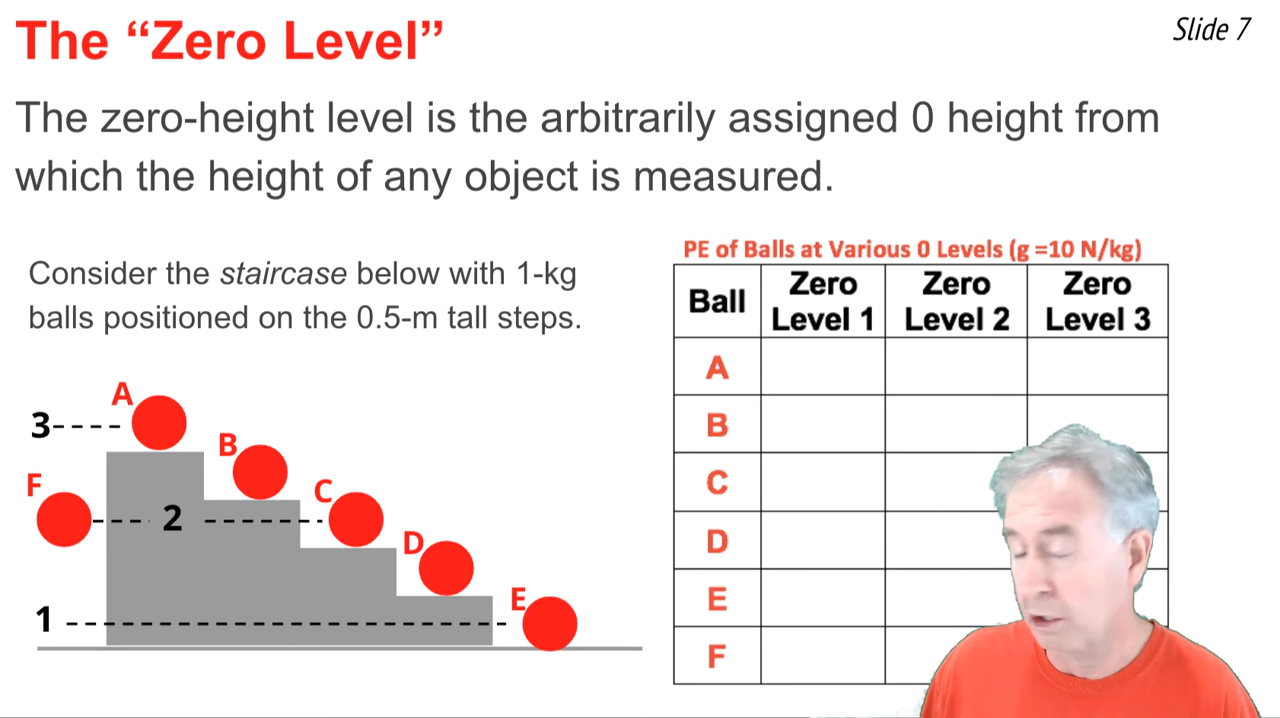 The “Zero Level”
Slide 7
The zero-height level is the arbitrarily assigned 0 height from
which the height of any object is measured.
Consider the staircase below with 1-kg
balls positioned on the 0.5-m tall steps.
A
3
B
F
C
2
D
E
1
PE of Balls at Various 0 Levels (g =10 N/kg)
Ball
Zero
Level 1
Zero
Level 2
Zero
Level 3
A
B
C
D
E
F